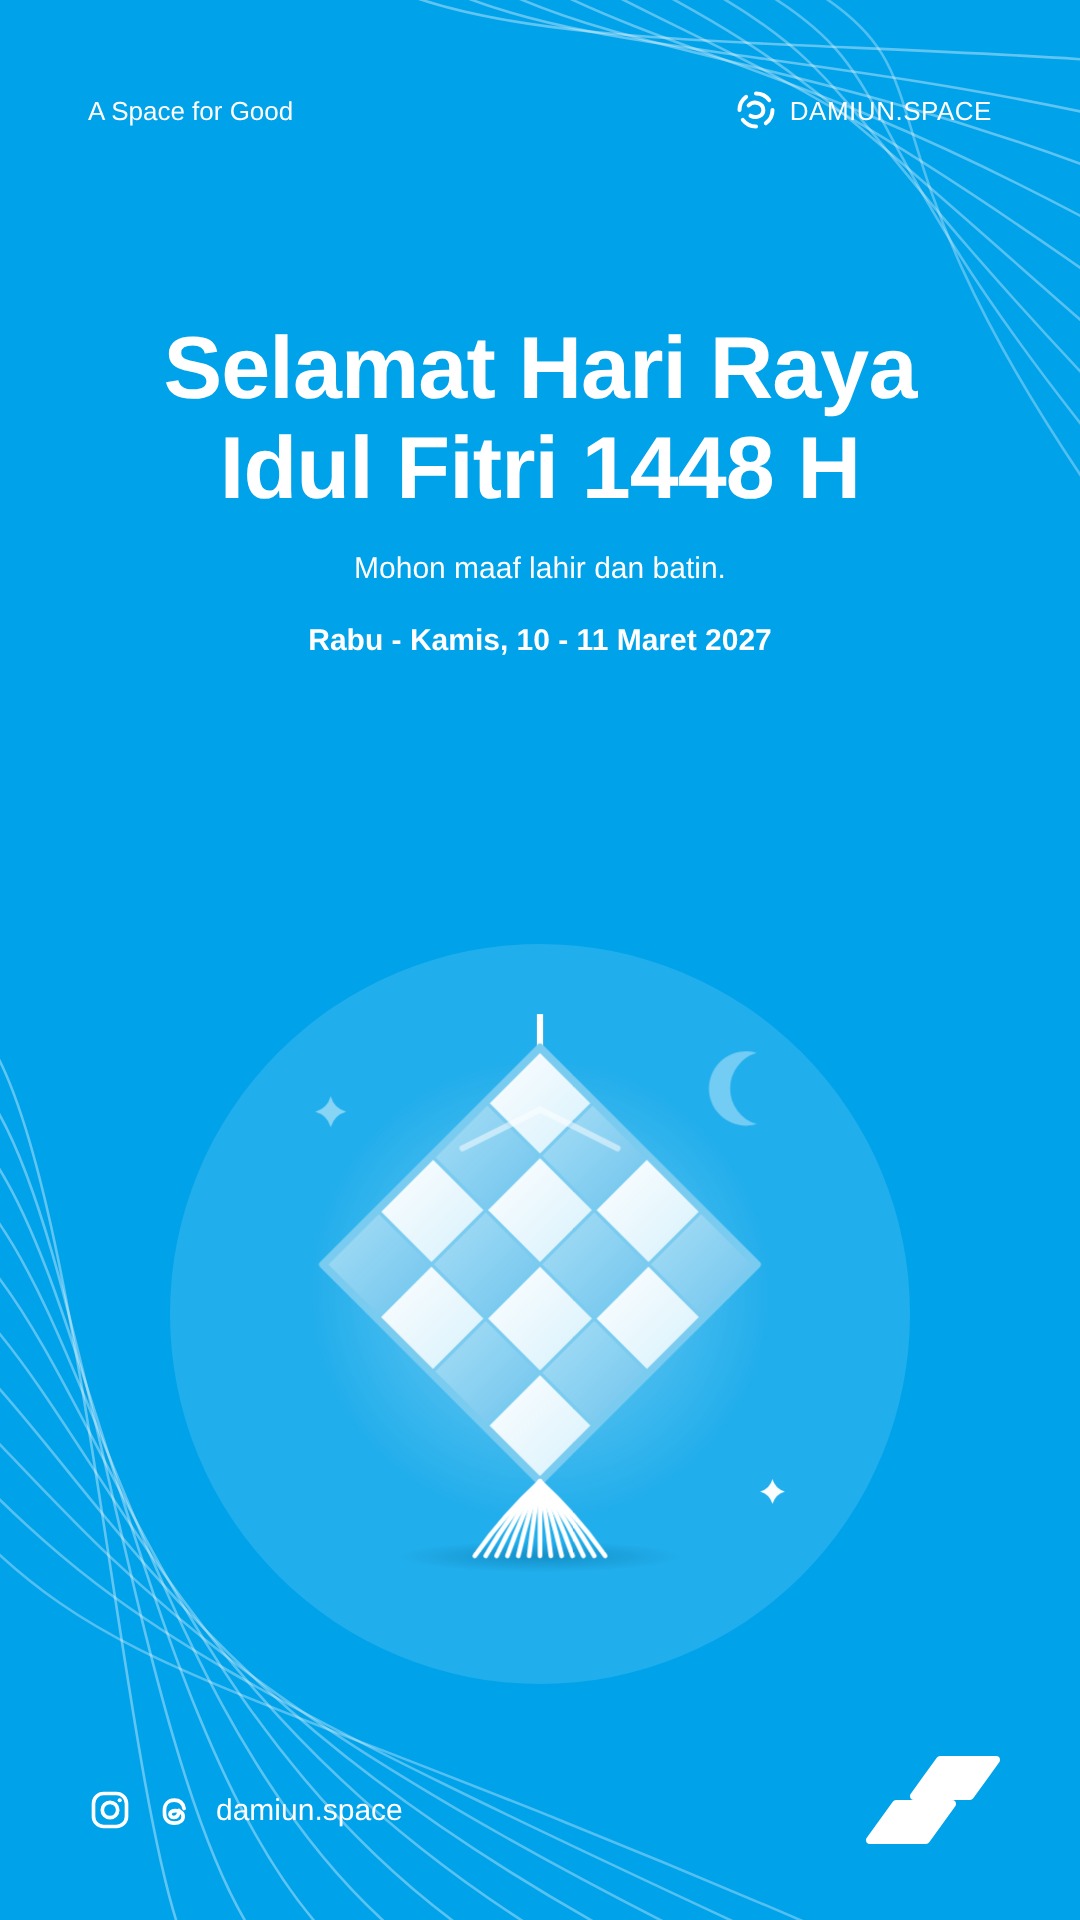 A Space for Good
DAMIUN.SPACE
Selamat Hari Raya
Idul Fitri 1448 H
Mohon maaf lahir dan batin.
Rabu - Kamis, 10 - 11 Maret 2027
damiun.space